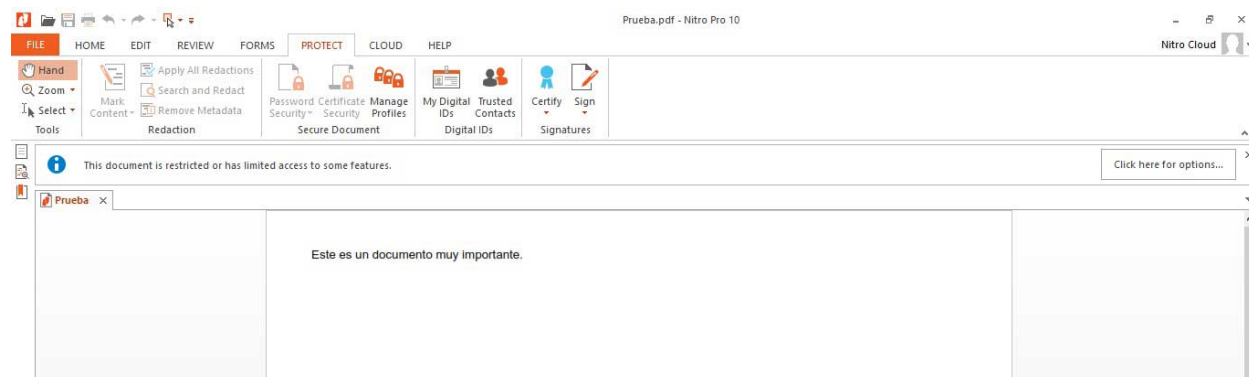 Prueba.pdf - Nitro Pro 10
FILE HOME EDIT REVIEW FORMS PROTECT CLOUD HELP Nitro Cloud
Hand
Zoom
Select
Tools
Mark
Content
Apply All Redactions
Search and Redact
Remove Metadata
Redaction
Password
Security
Certificate
Security
Manage
Profiles
Secure Document
My Digital
IDs
Trusted
Contacts
Digital IDs
Certify
Sign
Signatures
This document is restricted or has limited access to some features.
Click here for options...
Prueba
Este es un documento muy importante.